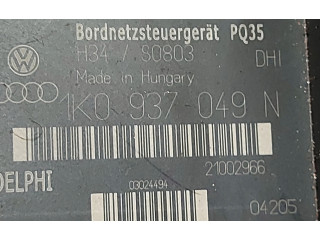 Bordnetzsteuergerät PQ35
H34 / S0803 DHI
Made in Hungary
1K0 937 049 N
21002966
DELPHI
03024494
04205